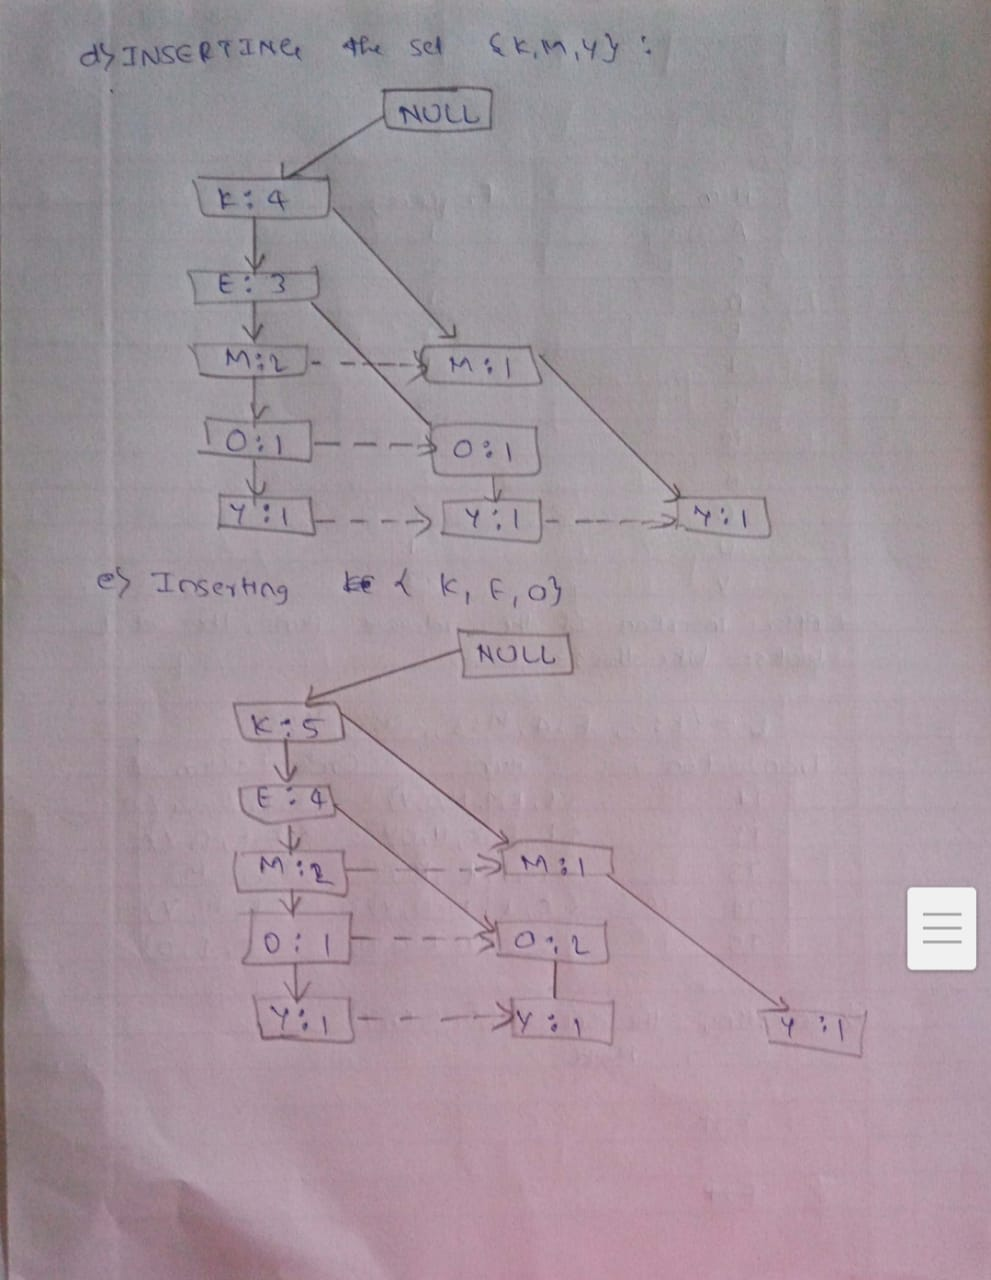 d) INSERTING the set {K,M,Y} :
NULL
K : 4
E : 3
M:2
M:1
O:1
O:1
Y:1
Y:1
Y:1
e) Inserting { K, E, O}
NULL
K:5
E:4
M:2
M:1
O:1
O:2
Y:1
Y:1
Y:1